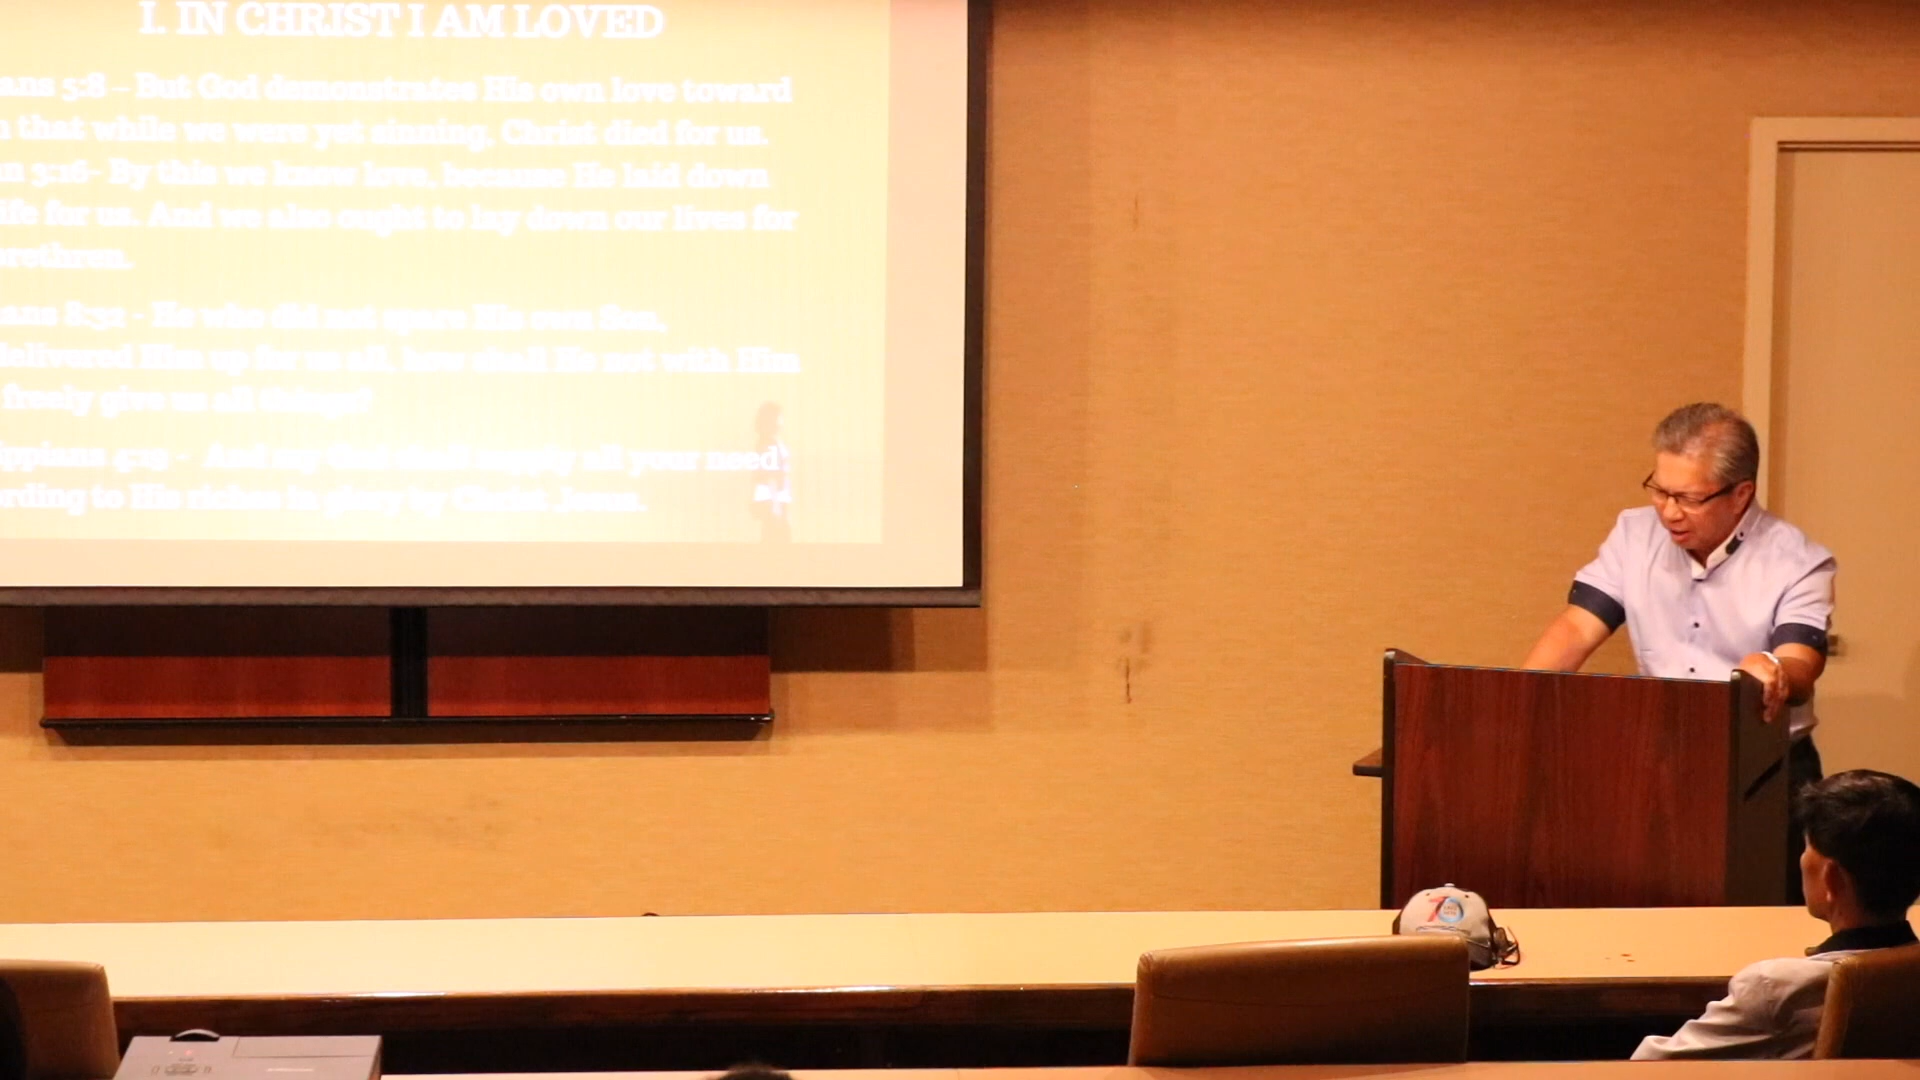 I. IN CHRIST I AM LOVED
ans 5:8 – But God demonstrates His own love toward
n that while we were yet sinning, Christ died for us.
n 3:16- By this we know love, because He laid down
ife for us. And we also ought to lay down our lives for
brethren.
ans 8:32 - He who did not spare His own Son,
delivered Him up for us all, how shall He not with Him
freely give us all things?
ippians 4:19 - And my God shall supply all your need
ording to His riches in glory by Christ Jesus.